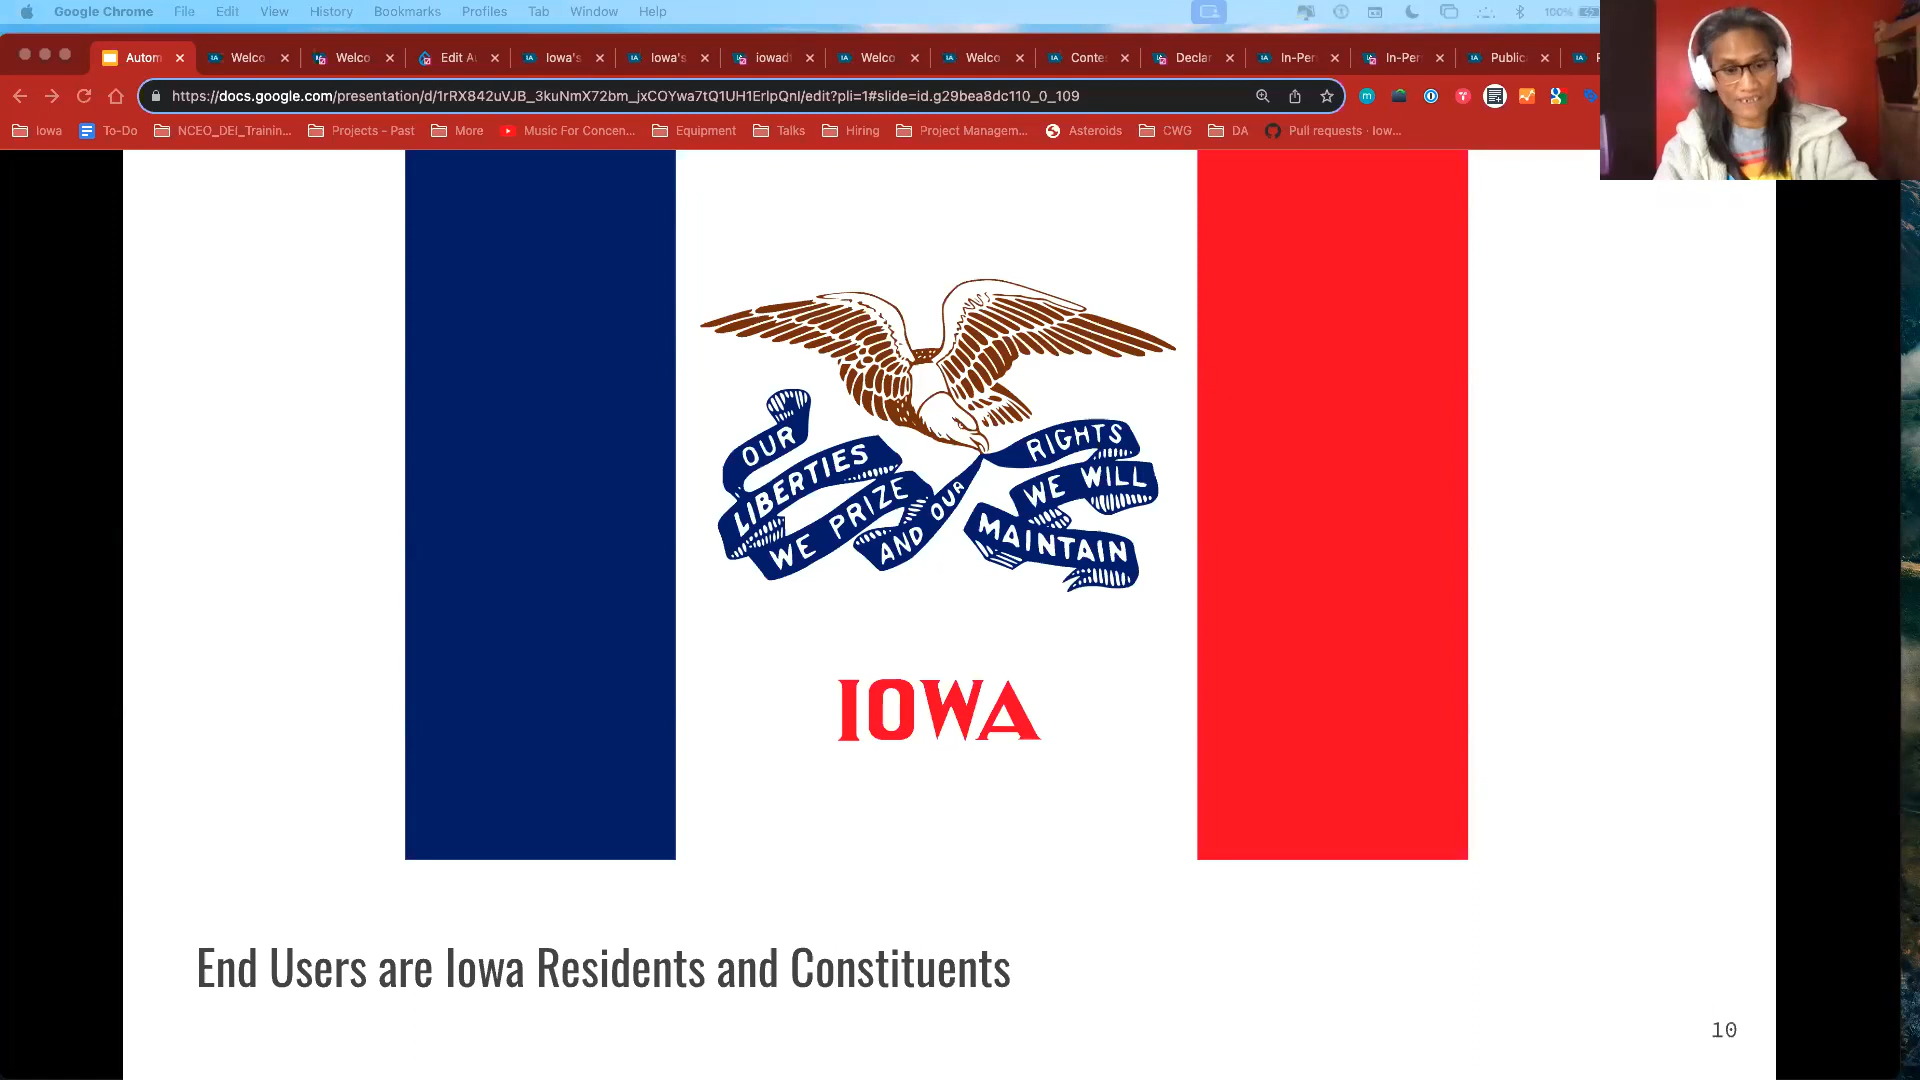 Google Chrome File Edit View History Bookmarks Profiles Tab Window Help 100%
Autom Welco Welco Edit A Iowa's Iowa's iowad Welco Welco Conte Declar In-Per In-Per Public
https://docs.google.com/presentation/d/1rRX842uVJB_3kuNmX72bm_jxCOYwa7tQ1UH1ErlpQnI/edit?pli=1#slide=id.g29bea8dc110_0_109
Iowa To-Do NCEO_DEI_Trainin... Projects - Past More Music For Concen... Equipment Talks Hiring Project Managem... Asteroids CWG DA Pull requests · Iow...
OUR
LIBERTIES
WE PRIZE
AND OUR
RIGHTS
WE WILL
MAINTAIN
IOWA
End Users are Iowa Residents and Constituents
10